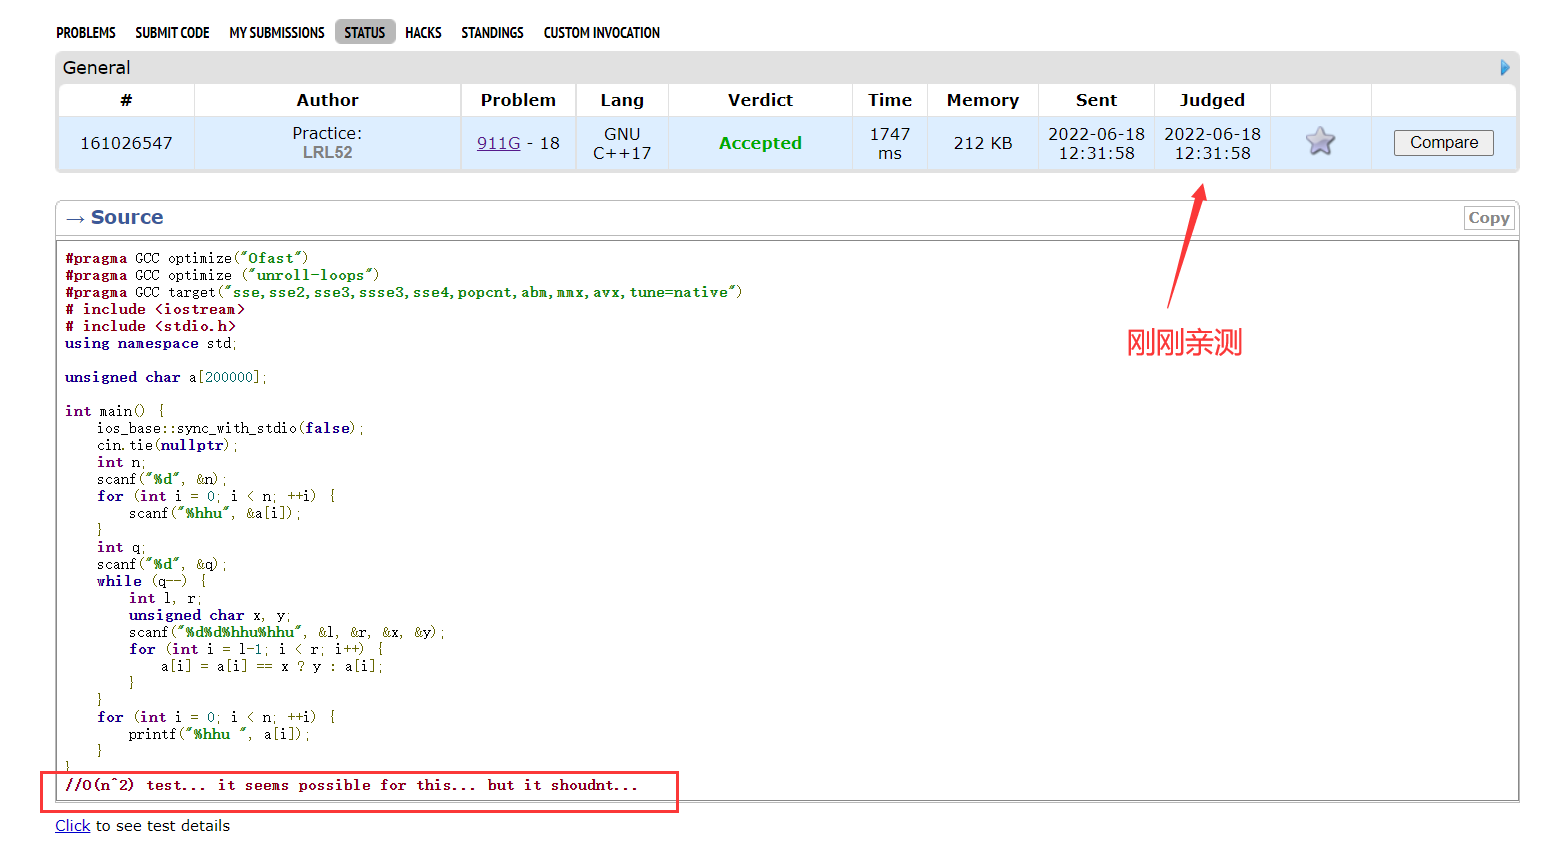 PROBLEMS SUBMIT CODE MY SUBMISSIONS STATUS HACKS STANDINGS CUSTOM INVOCATION
General
# Author Problem Lang Verdict Time Memory Sent Judged
161026547 Practice: LRL52 911G - 18 GNU C++17 Accepted 1747 ms 212 KB 2022-06-18 12:31:58 2022-06-18 12:31:58 Compare
→ Source Copy
#pragma GCC optimize("Ofast")
#pragma GCC optimize ("unroll-loops")
#pragma GCC target("sse,sse2,sse3,ssse3,sse4,popcnt,abm,mmx,avx,tune=native")
# include <iostream>
# include <stdio.h>
using namespace std;
刚刚亲测
unsigned char a[200000];
int main() {
ios_base::sync_with_stdio(false);
cin.tie(nullptr);
int n;
scanf("%d", &n);
for (int i = 0; i < n; ++i) {
scanf("%hhu", &a[i]);
}
int q;
scanf("%d", &q);
while (q--) {
int l, r;
unsigned char x, y;
scanf("%d%d%hhu%hhu", &l, &r, &x, &y);
for (int i = l-1; i < r; i++) {
a[i] = a[i] == x ? y : a[i];
}
}
for (int i = 0; i < n; ++i) {
printf("%hhu ", a[i]);
}
}
//O(n^2) test... it seems possible for this... but it shoudnt...
Click to see test details